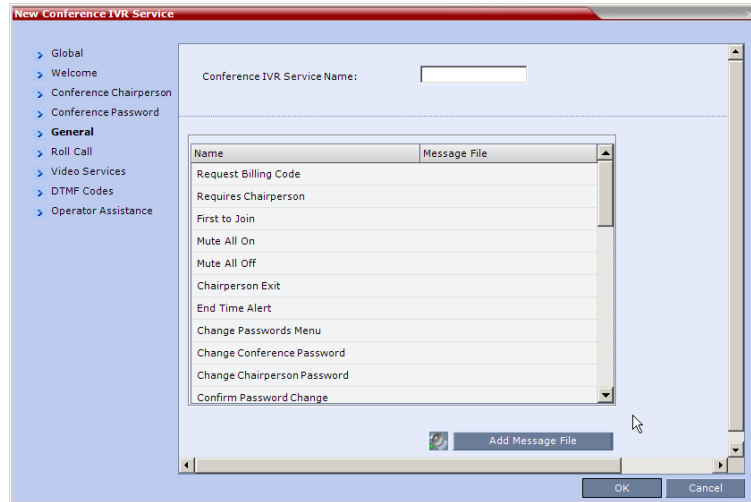 New Conference IVR Service
Global
Welcome
Conference Chairperson
Conference Password
General
Roll Call
Video Services
DTMF Codes
Operator Assistance
Conference IVR Service Name:
Name Message File
Request Billing Code
Requires Chairperson
First to Join
Mute All On
Mute All Off
Chairperson Exit
End Time Alert
Change Passwords Menu
Change Conference Password
Change Chairperson Password
Confirm Password Change
Add Message File
OK Cancel